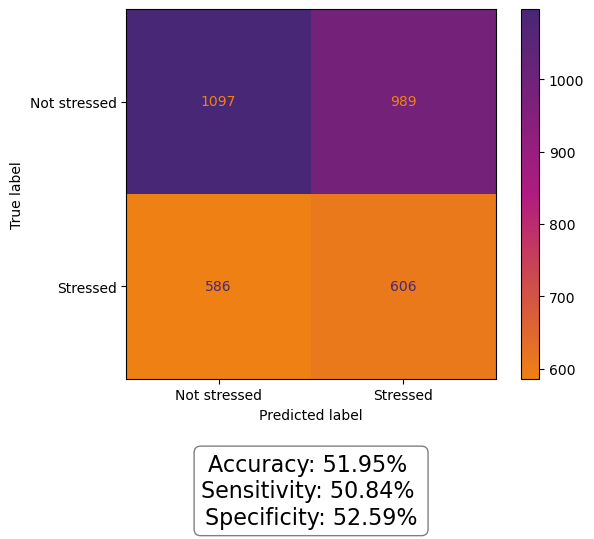 Not stressed
1097
989
Stressed
586
606
True label
Not stressed
Stressed
Predicted label
1000
900
800
700
600
Accuracy: 51.95%
Sensitivity: 50.84%
Specificity: 52.59%